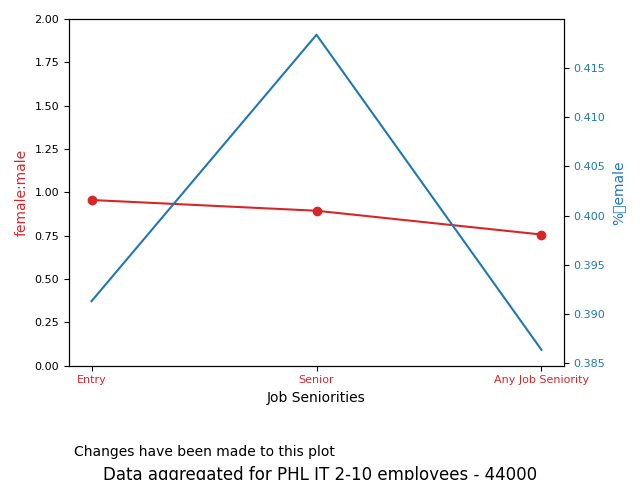 2.00
1.75
1.50
1.25
1.00
0.75
0.50
0.25
0.00
female:male
0.415
0.410
0.405
0.400
0.395
0.390
0.385
Entry
Senior
Any Job Seniority
Job Seniorities
Changes have been made to this plot
Data aggregated for PHL IT 2-10 employees - 44000